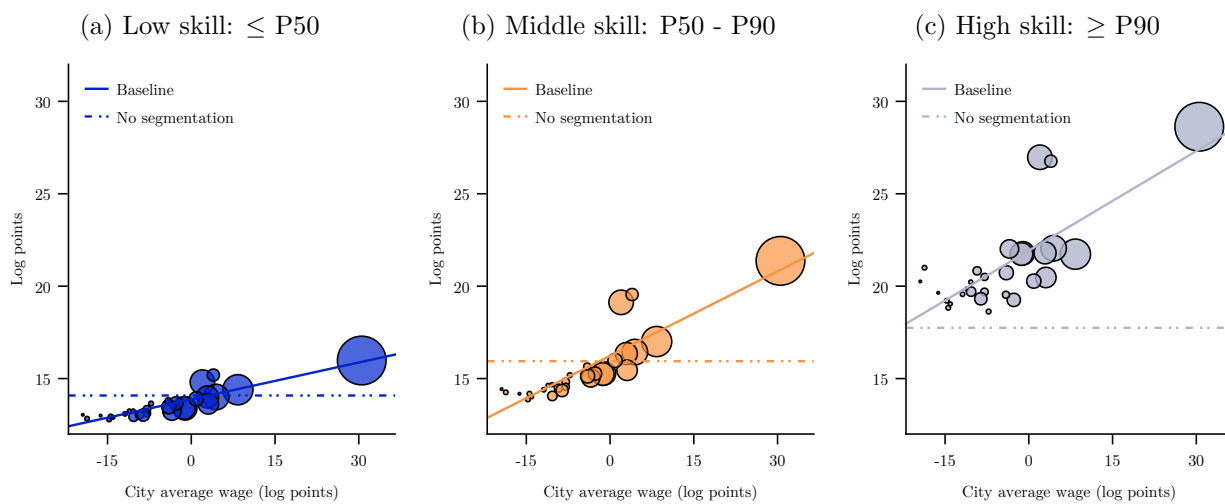 (a) Low skill: ≤ P50
Baseline
No segmentation
Log points
30
25
20
15
-15
0
15
30
City average wage (log points)
(b) Middle skill: P50 - P90
Baseline
No segmentation
Log points
30
25
20
15
-15
0
15
30
City average wage (log points)
(c) High skill: ≥ P90
Baseline
No segmentation
Log points
30
25
20
15
-15
0
15
30
City average wage (log points)